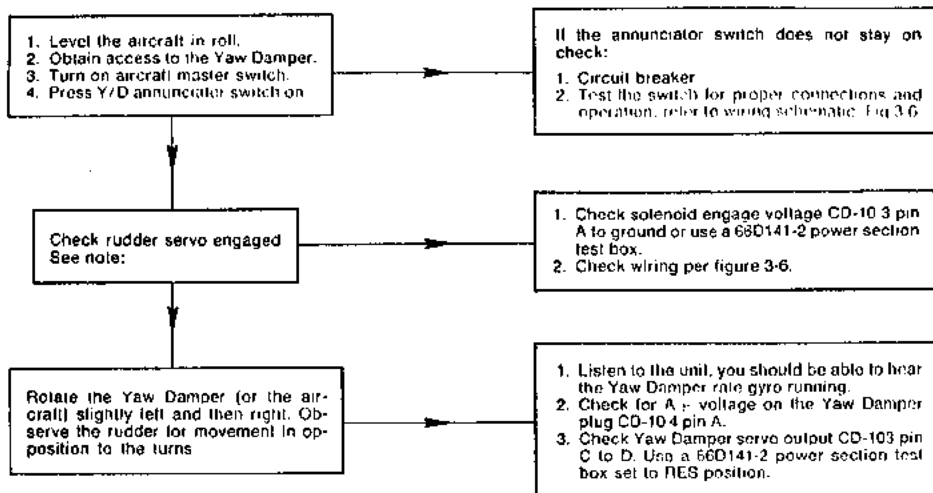 1. Level the aircraft in roll.
2. Obtain access to the Yaw Damper.
3. Turn on aircraft master switch.
4. Press Y/D annunciator switch on
If the annunciator switch does not stay on
check:
1. Circuit breaker
2. Test the switch for proper connections and
operation, refer to wiring schematic. Fig 3-6
Check rudder servo engaged
See note:
1. Check solenoid engage voltage CD-10 3 pin
A to ground or use a 66D141-2 power section
test box.
2. Check wiring per figure 3-6.
Rotate the Yaw Damper (or the air-
craft) slightly left and then right. Ob-
serve the rudder for movement in op-
position to the turns
1. Listen to the unit, you should be able to hear
the Yaw Damper rate gyro running.
2. Check for A + voltage on the Yaw Damper
plug CD-10 4 pin A.
3. Check Yaw Damper servo output CD-103 pin
C to D. Use a 66D141-2 power section test
box set to RES position.